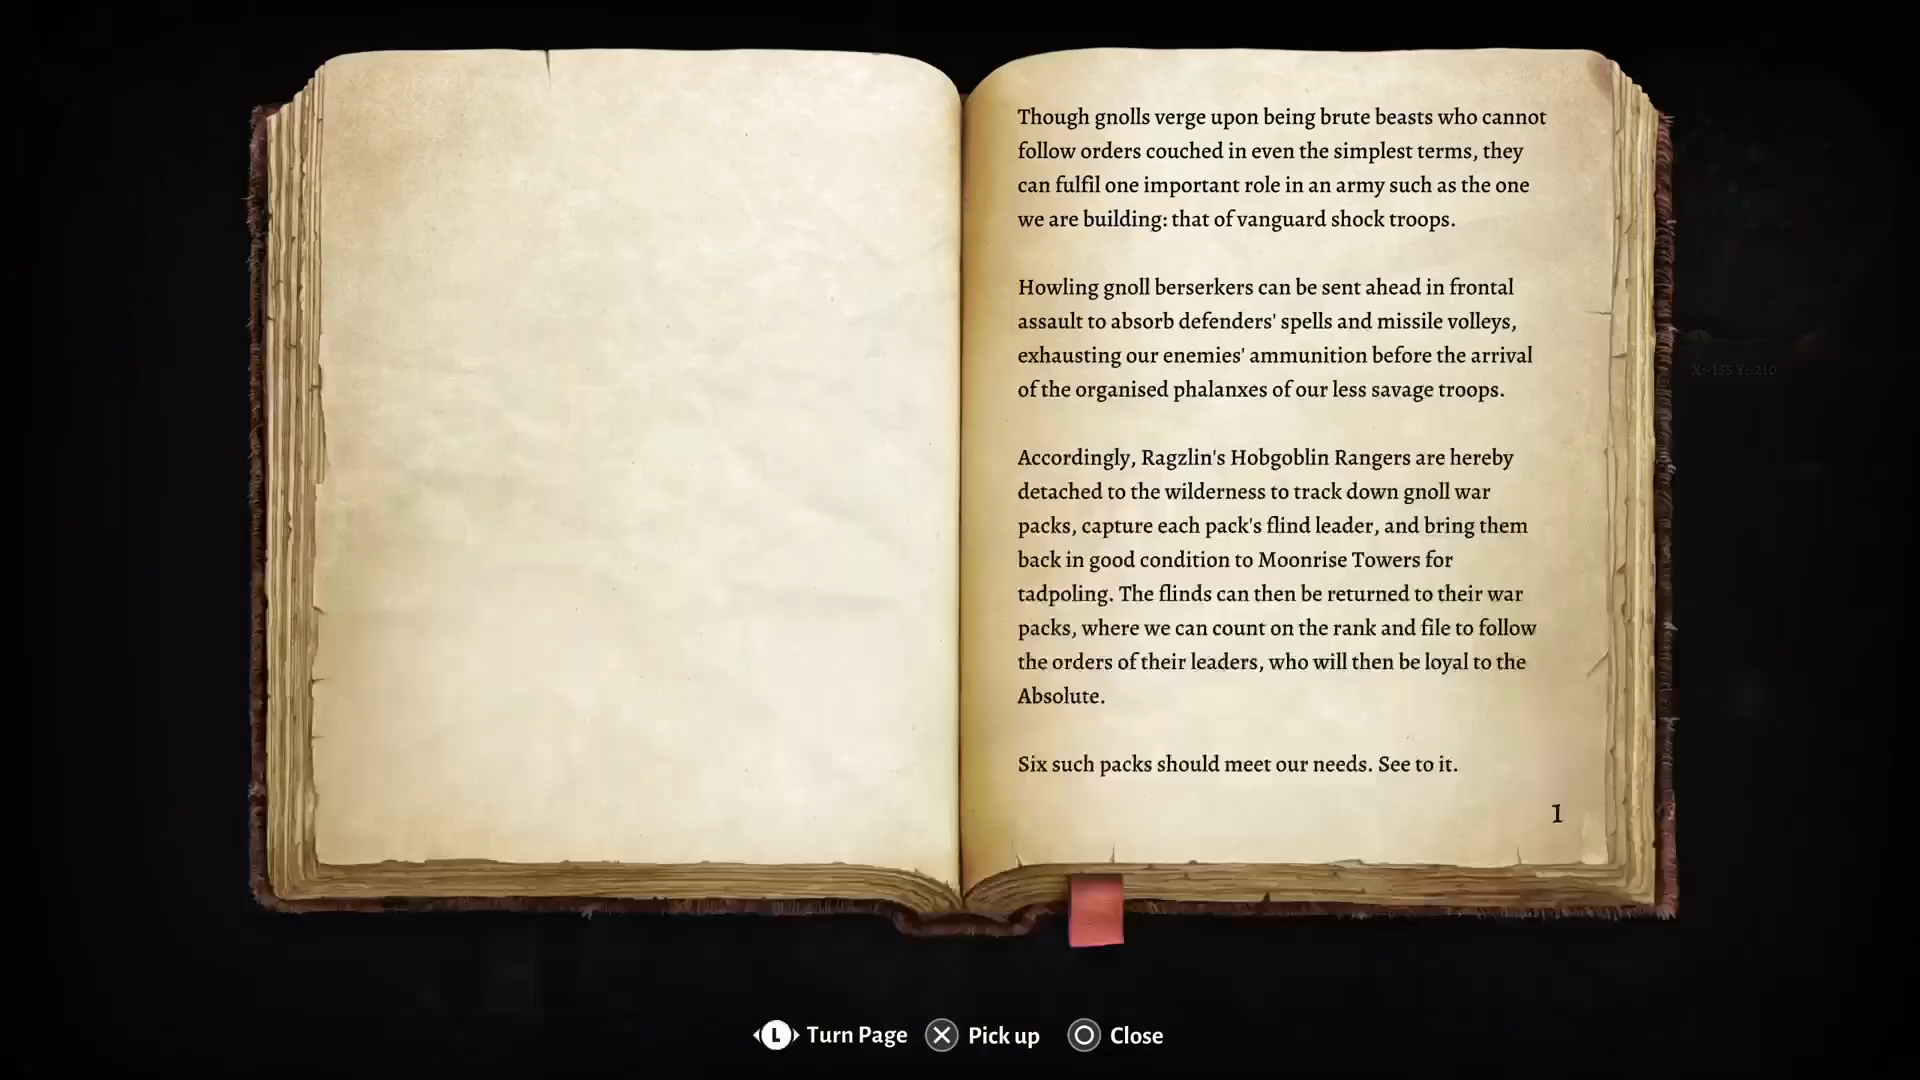 Though gnolls verge upon being brute beasts who cannot
follow orders couched in even the simplest terms, they
can fulfil one important role in an army such as the one
we are building: that of vanguard shock troops.
Howling gnoll berserkers can be sent ahead in frontal
assault to absorb defenders' spells and missile volleys,
exhausting our enemies' ammunition before the arrival
of the organised phalanxes of our less savage troops.
Accordingly, Ragzlin's Hobgoblin Rangers are hereby
detached to the wilderness to track down gnoll war
packs, capture each pack's flind leader, and bring them
back in good condition to Moonrise Towers for
tadpoling. The flinds can then be returned to their war
packs, where we can count on the rank and file to follow
the orders of their leaders, who will then be loyal to the
Absolute.
Six such packs should meet our needs. See to it.
1
X:-155 Y:-210
L Turn Page Pick up Close